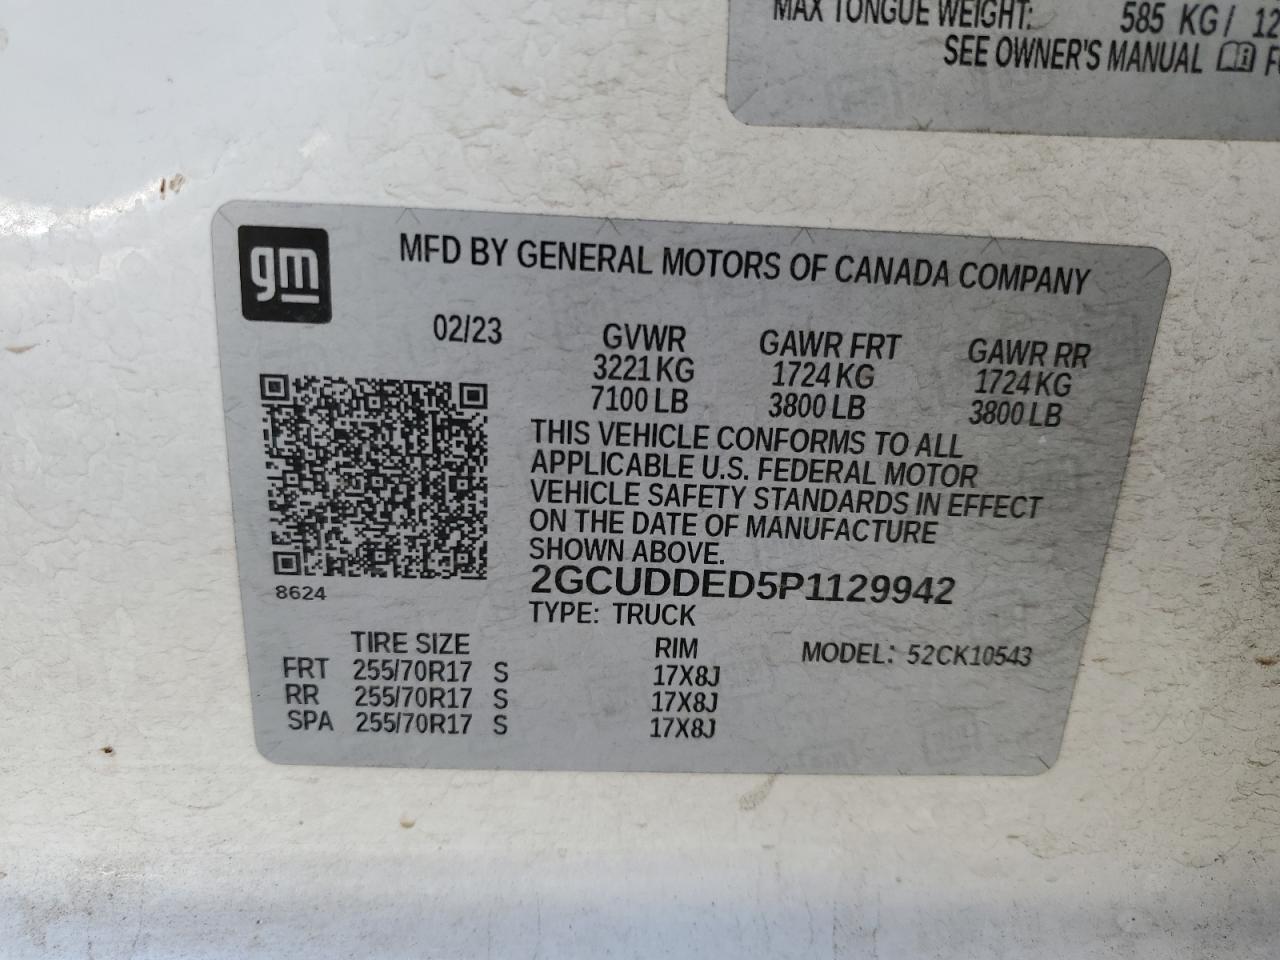 MAX TONGUE WEIGHT: 585 KG/ 12
SEE OWNER'S MANUAL
gm
MFD BY GENERAL MOTORS OF CANADA COMPANY
02/23 GVWR GAWR FRT GAWR RR
3221 KG 1724 KG 1724 KG
7100 LB 3800 LB 3800 LB
THIS VEHICLE CONFORMS TO ALL
APPLICABLE U.S. FEDERAL MOTOR
VEHICLE SAFETY STANDARDS IN EFFECT
ON THE DATE OF MANUFACTURE
SHOWN ABOVE.
8624
2GCUDDED5P1129942
TYPE: TRUCK
TIRE SIZE RIM MODEL: 52CK10543
FRT 255/70R17 S 17X8J
RR 255/70R17 S 17X8J
SPA 255/70R17 S 17X8J